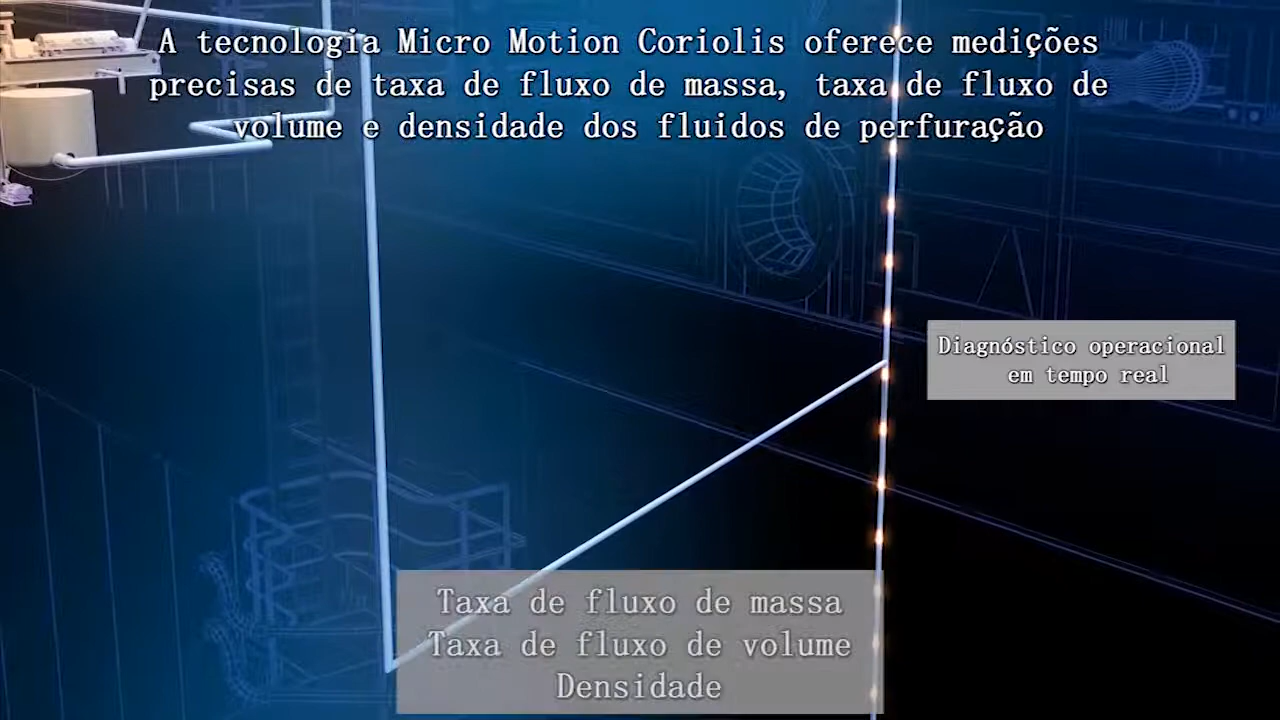 A tecnologia Micro Motion Coriolis oferece medições
precisas de taxa de fluxo de massa, taxa de fluxo de
volume e densidade dos fluidos de perfuração
Diagnóstico operacional
em tempo real
Taxa de fluxo de massa
Taxa de fluxo de volume
Densidade